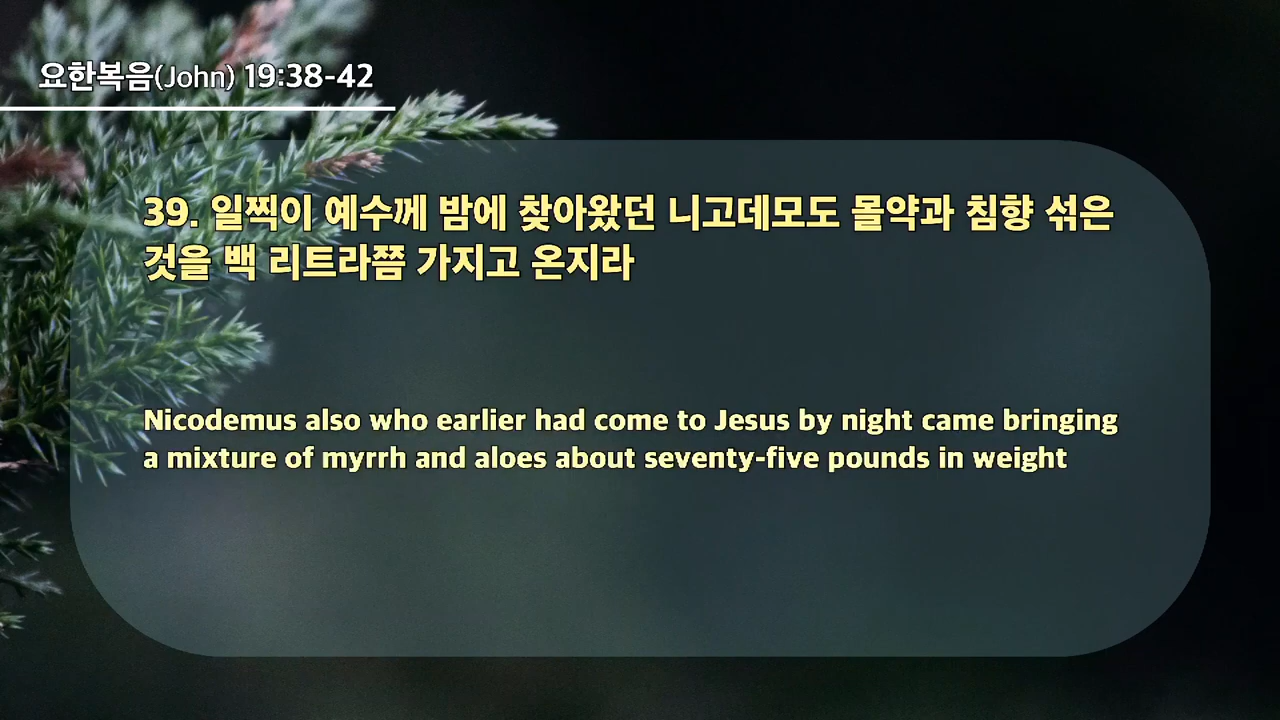 요한복음(John) 19:38-42
39. 일찍이 예수께 밤에 찾아왔던 니고데모도 몰약과 침향 섞은
것을 백 리트라쯤 가지고 온지라
Nicodemus also who earlier had come to Jesus by night came bringing
a mixture of myrrh and aloes about seventy-five pounds in weight